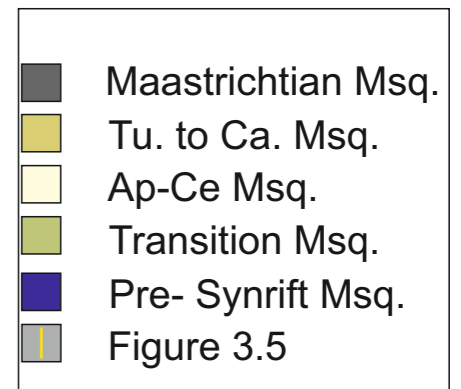 Maastrichtian Msq.
Tu. to Ca. Msq.
Ap-Ce Msq.
Transition Msq.
Pre- Synrift Msq.
Figure 3.5